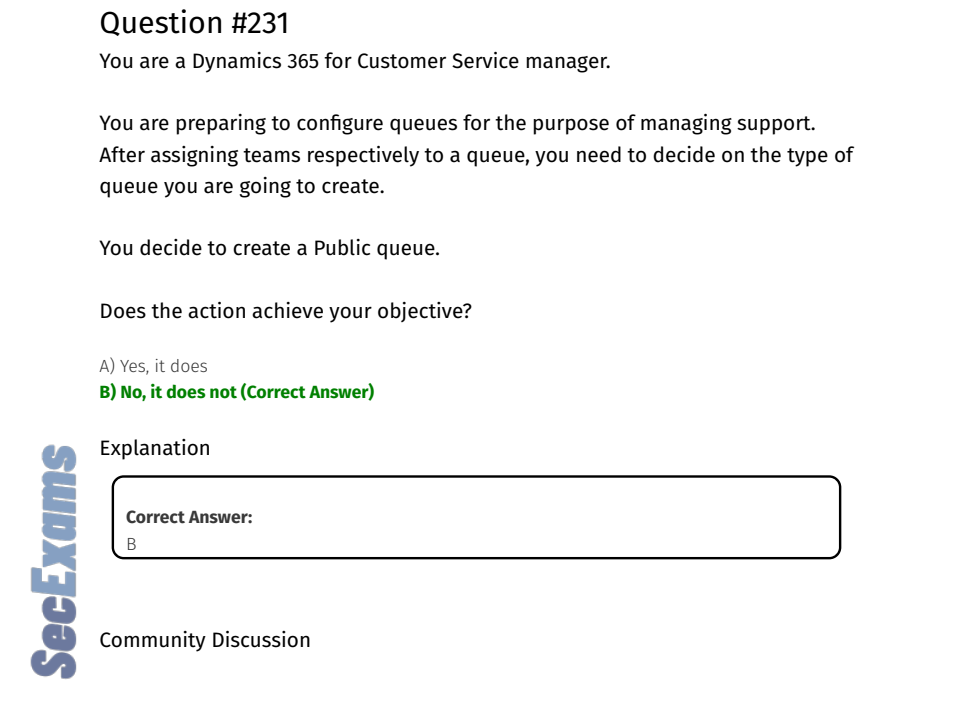 Question #231
You are a Dynamics 365 for Customer Service manager.
You are preparing to configure queues for the purpose of managing support.
After assigning teams respectively to a queue, you need to decide on the type of
queue you are going to create.
You decide to create a Public queue.
Does the action achieve your objective?
A) Yes, it does
B) No, it does not (Correct Answer)
Explanation
Correct Answer:
B
Community Discussion
SecExams